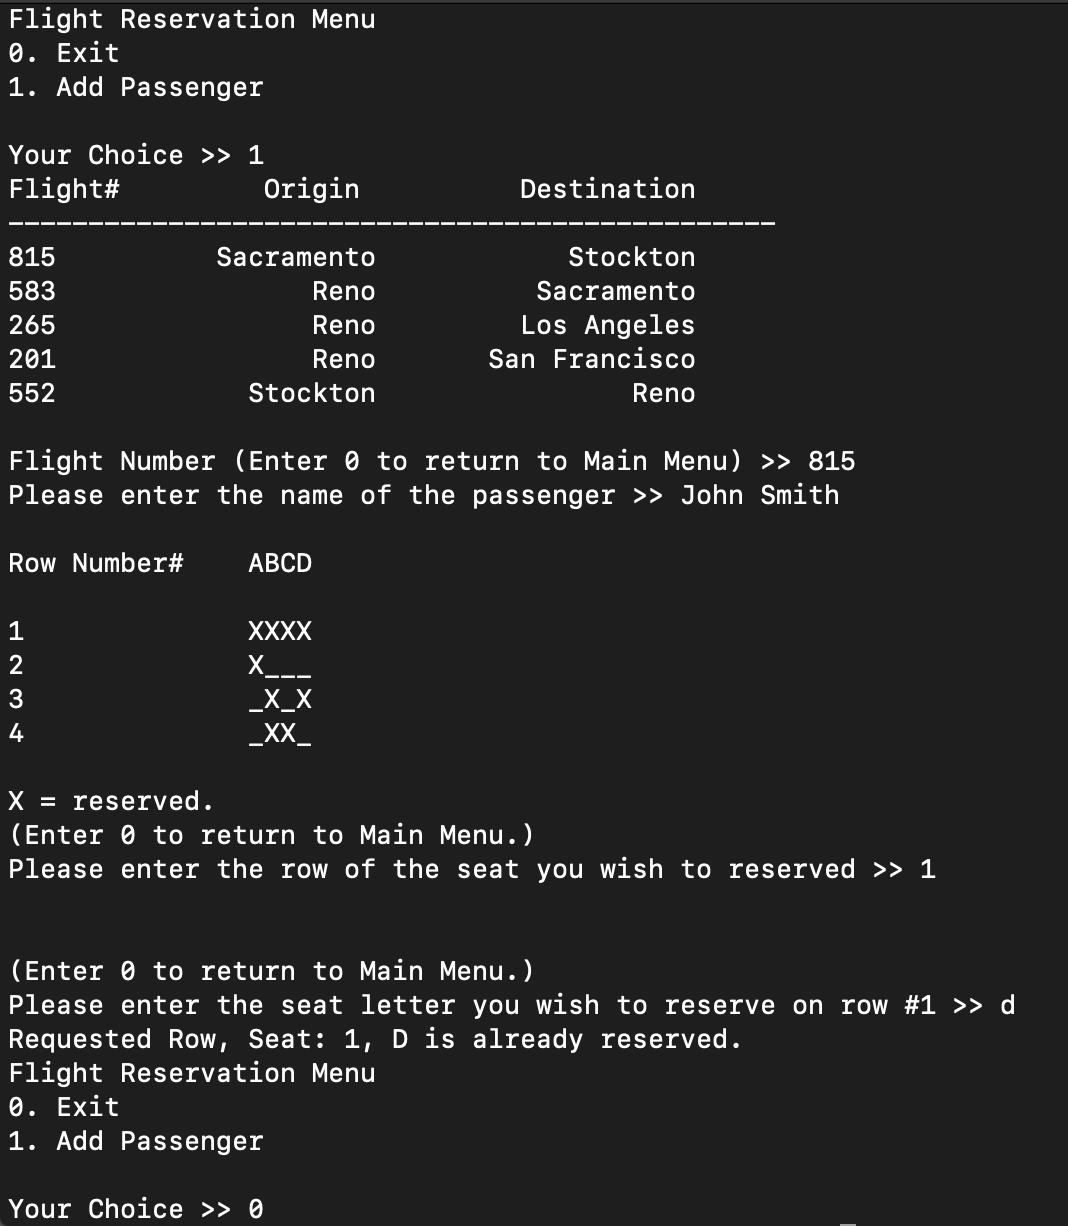 Flight Reservation Menu
0. Exit
1. Add Passenger
Your Choice >> 1
Flight#         Origin          Destination
------------------------------------------------
815          Sacramento            Stockton
583                Reno          Sacramento
265                Reno         Los Angeles
201                Reno       San Francisco
552            Stockton                Reno
Flight Number (Enter 0 to return to Main Menu) >> 815
Please enter the name of the passenger >> John Smith
Row Number#    ABCD
1              XXXX
2              X___
3              _X_X
4              _XX_
X = reserved.
(Enter 0 to return to Main Menu.)
Please enter the row of the seat you wish to reserved >> 1
(Enter 0 to return to Main Menu.)
Please enter the seat letter you wish to reserve on row #1 >> d
Requested Row, Seat: 1, D is already reserved.
Flight Reservation Menu
0. Exit
1. Add Passenger
Your Choice >> 0